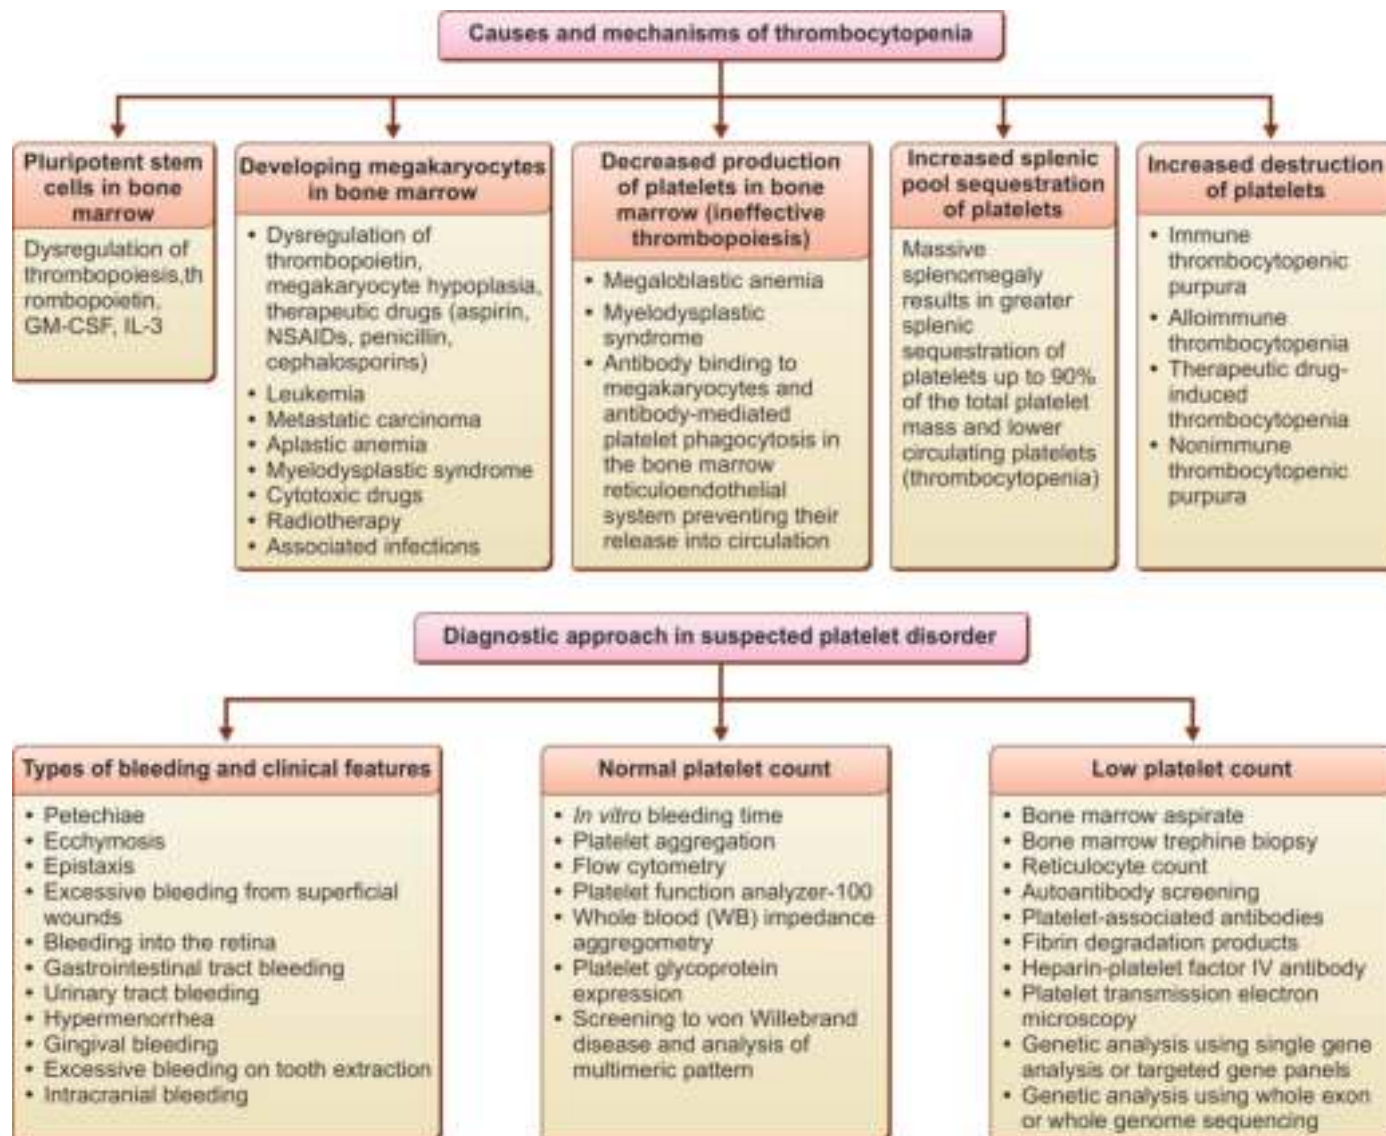 Causes and mechanisms of thrombocytopenia
Pluripotent stem
cells in bone
marrow
Dysregulation of
thrombopoiesis,th
rombopoietin,
GM-CSF, IL-3
Developing megakaryocytes
in bone marrow
• Dysregulation of
thrombopoietin,
megakaryocyte hypoplasia,
therapeutic drugs (aspirin,
NSAIDs, penicillin,
cephalosporins)
• Leukemia
• Metastatic carcinoma
• Aplastic anemia
• Myelodysplastic syndrome
• Cytotoxic drugs
• Radiotherapy
• Associated infections
Decreased production
of platelets in bone
marrow (ineffective
thrombopoiesis)
• Megaloblastic anemia
• Myelodysplastic
syndrome
• Antibody binding to
megakaryocytes and
antibody-mediated
platelet phagocytosis in
the bone marrow
reticuloendothelial
system preventing their
release into circulation
Increased splenic
pool sequestration
of platelets
Massive
splenomegaly
results in greater
splenic
sequestration of
platelets up to 90%
of the total platelet
mass and lower
circulating platelets
(thrombocytopenia)
Increased destruction
of platelets
• Immune
thrombocytopenic
purpura
• Alloimmune
thrombocytopenia
• Therapeutic drug-
induced
thrombocytopenia
• Nonimmune
thrombocytopenic
purpura
Diagnostic approach in suspected platelet disorder
Types of bleeding and clinical features
• Petechiae
• Ecchymosis
• Epistaxis
• Excessive bleeding from superficial
wounds
• Bleeding into the retina
• Gastrointestinal tract bleeding
• Urinary tract bleeding
• Hypermenorrhea
• Gingival bleeding
• Excessive bleeding on tooth extraction
• Intracranial bleeding
Normal platelet count
• In vitro bleeding time
• Platelet aggregation
• Flow cytometry
• Platelet function analyzer-100
• Whole blood (WB) impedance
aggregometry
• Platelet glycoprotein
expression
• Screening to von Willebrand
disease and analysis of
multimeric pattern
Low platelet count
• Bone marrow aspirate
• Bone marrow trephine biopsy
• Reticulocyte count
• Autoantibody screening
• Platelet-associated antibodies
• Fibrin degradation products
• Heparin-platelet factor IV antibody
• Platelet transmission electron
microscopy
• Genetic analysis using single gene
analysis or targeted gene panels
• Genetic analysis using whole exon
or whole genome sequencing